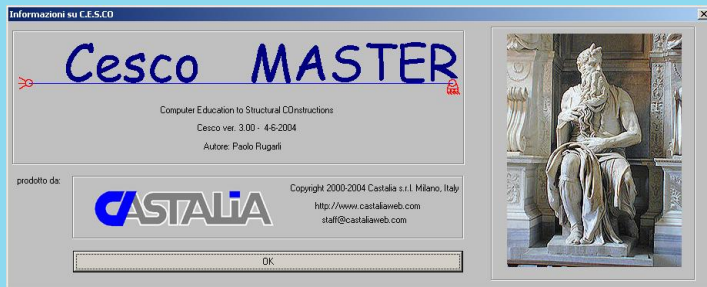 Informazioni su C.E.S.CO
Cesco MASTER
Computer Education to Structural COnstructions
Cesco ver. 3.00 - 4-6-2004
Autore: Paolo Rugarli
prodotto da:
CASTALiA
Copyright 2000-2004 Castalia s.r.l. Milano, Italy
http://www.castaliaweb.com
staff@castaliaweb.com
OK